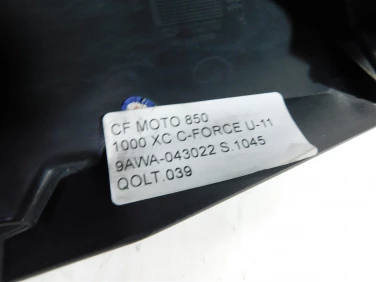 CF MOTO 850
1000 XC C-FORCE U-11
9AWA-043022 S.1045
QOLT.039